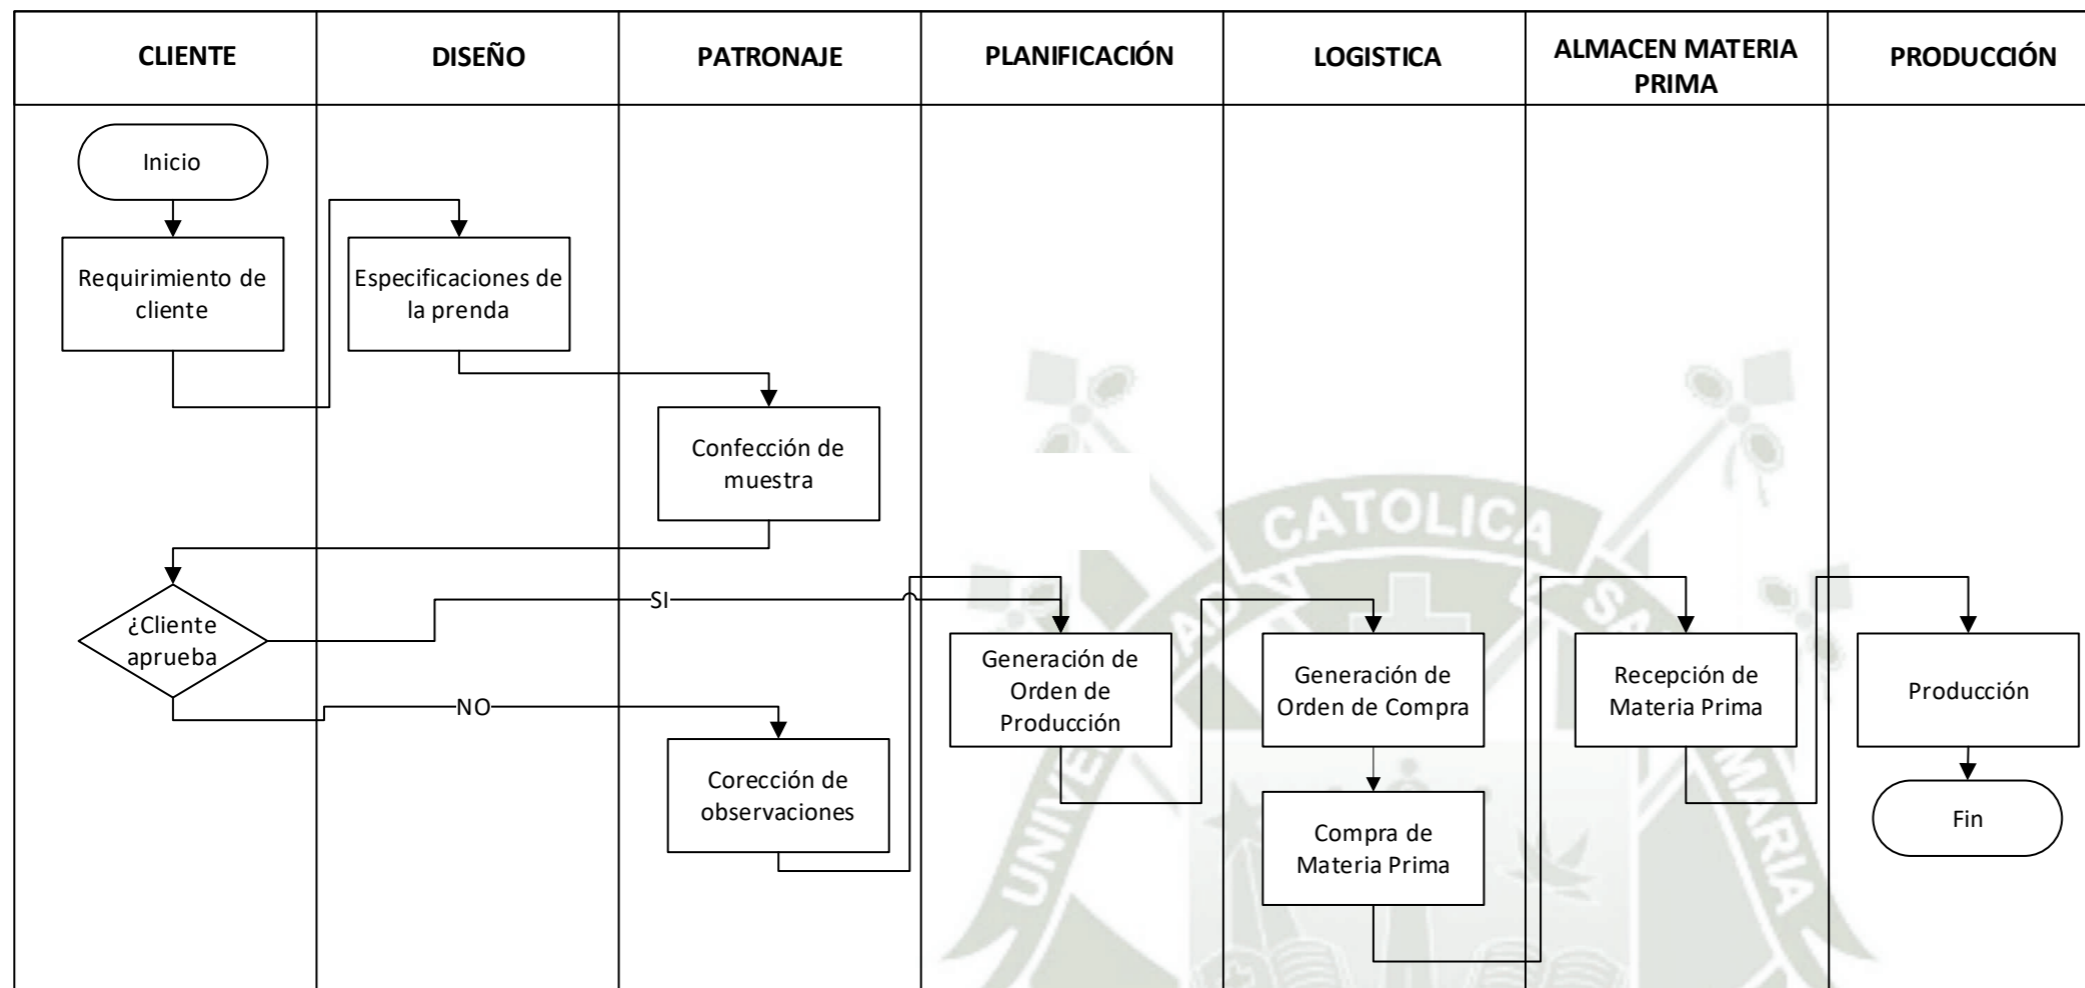 CLIENTE
DISEÑO
PATRONAJE
PLANIFICACIÓN
LOGISTICA
ALMACEN MATERIA
PRIMA
PRODUCCIÓN
Inicio
Requirimiento de
cliente
Especificaciones de
la prenda
Confección de
muestra
¿Cliente
aprueba
SI
NO
Corección de
observaciones
Generación de
Orden de
Producción
Generación de
Orden de Compra
Compra de
Materia Prima
Recepción de
Materia Prima
Producción
Fin
CATOLICA
MARIA